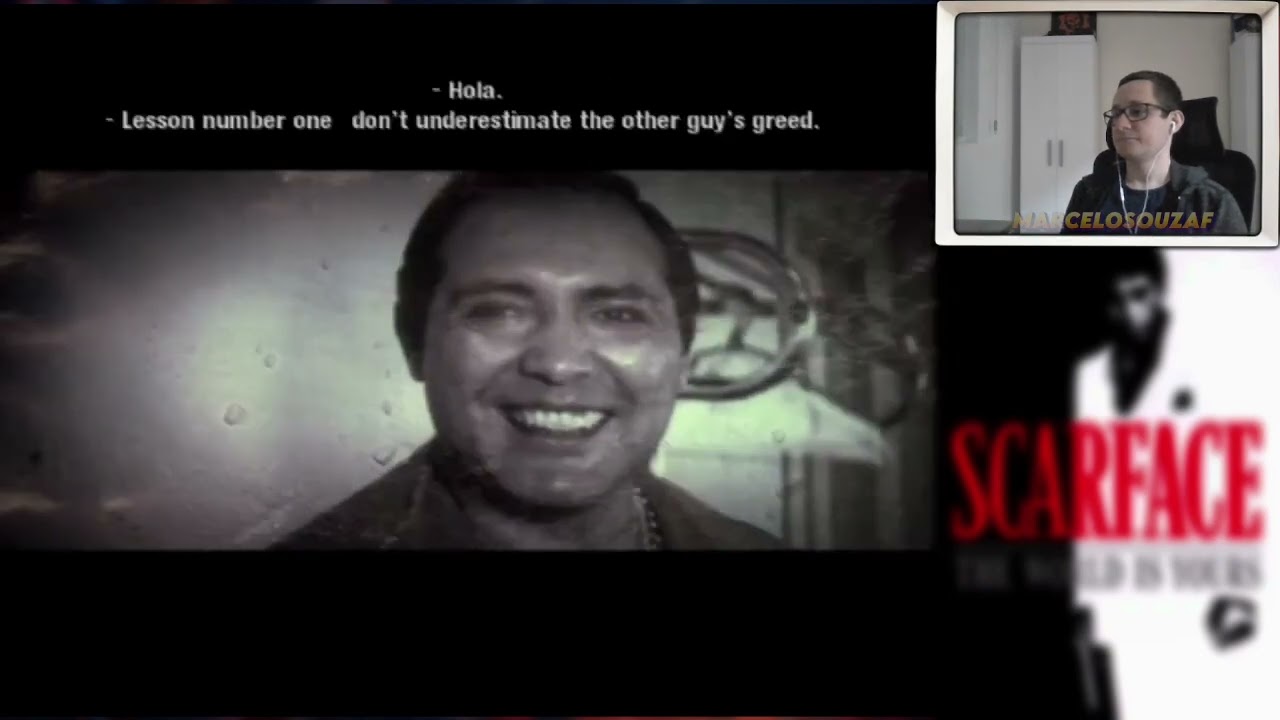 - Hola.
- Lesson number one don't underestimate the other guy's greed.
MARCELOSOUZAF
SCARFACE
THE WORLD IS YOURS